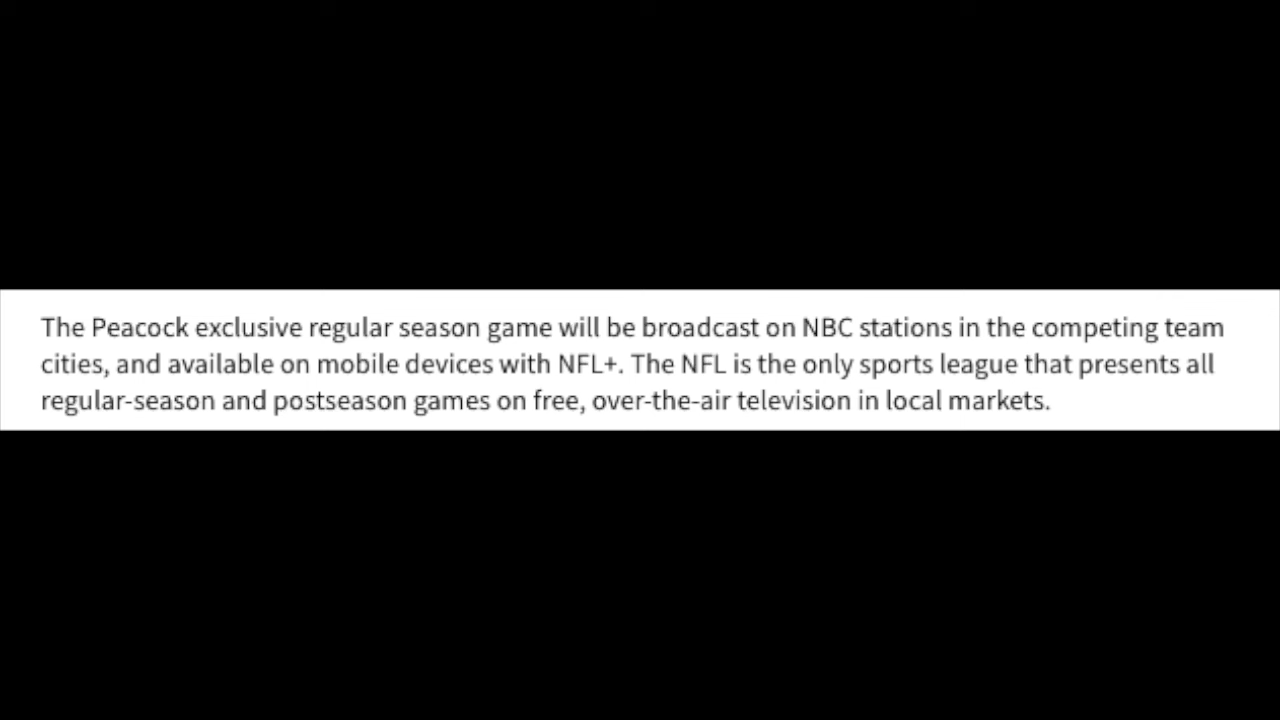 The Peacock exclusive regular season game will be broadcast on NBC stations in the competing team
cities, and available on mobile devices with NFL+. The NFL is the only sports league that presents all
regular-season and postseason games on free, over-the-air television in local markets.